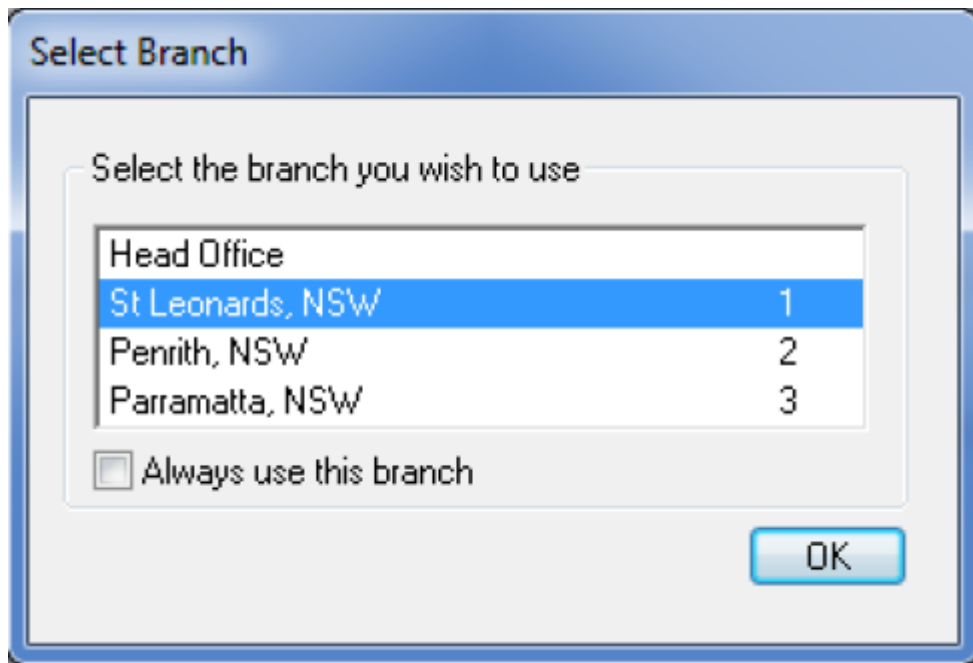 Select Branch
Select the branch you wish to use
Head Office
St Leonards, NSW 1
Penrith, NSW 2
Parramatta, NSW 3
Always use this branch
OK